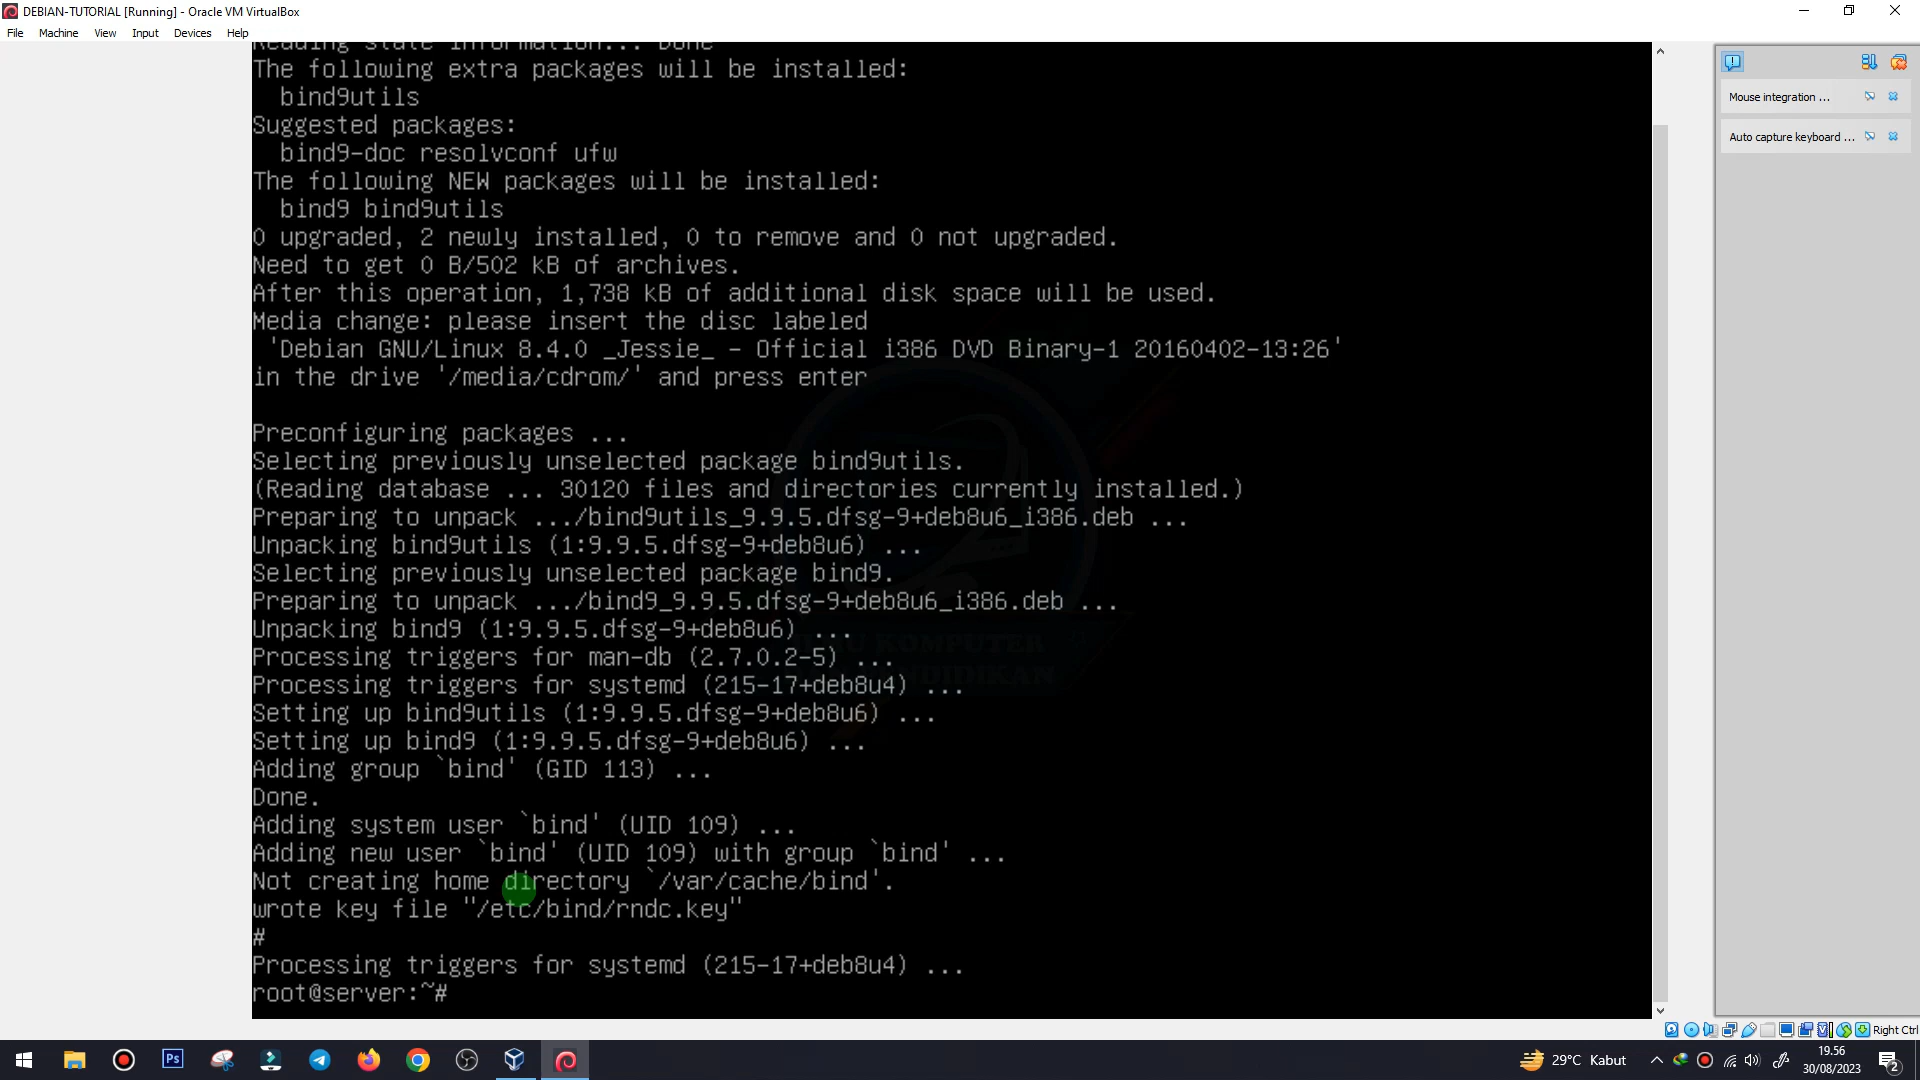 DEBIAN-TUTORIAL [Running] - Oracle VM VirtualBox
File Machine View Input Devices Help
Reading state information... Done
The following extra packages will be installed:
bind9utils
Suggested packages:
bind9-doc resolvconf ufw
The following NEW packages will be installed:
bind9 bind9utils
0 upgraded, 2 newly installed, 0 to remove and 0 not upgraded.
Need to get 0 B/502 kB of archives.
After this operation, 1,738 kB of additional disk space will be used.
Media change: please insert the disc labeled
'Debian GNU/Linux 8.4.0 _Jessie_ - Official i386 DVD Binary-1 20160402-13:26'
in the drive '/media/cdrom/' and press enter
Preconfiguring packages ...
Selecting previously unselected package bind9utils.
(Reading database ... 30120 files and directories currently installed.)
Preparing to unpack .../bind9utils_9.9.5.dfsg-9+deb8u6_i386.deb ...
Unpacking bind9utils (1:9.9.5.dfsg-9+deb8u6) ...
Selecting previously unselected package bind9.
Preparing to unpack .../bind9_9.9.5.dfsg-9+deb8u6_i386.deb ...
Unpacking bind9 (1:9.9.5.dfsg-9+deb8u6) ...
Processing triggers for man-db (2.7.0.2-5) ...
Processing triggers for systemd (215-17+deb8u4) ...
Setting up bind9utils (1:9.9.5.dfsg-9+deb8u6) ...
Setting up bind9 (1:9.9.5.dfsg-9+deb8u6) ...
Adding group `bind' (GID 113) ...
Done.
Adding system user `bind' (UID 109) ...
Adding new user `bind' (UID 109) with group `bind' ...
Not creating home directory `/var/cache/bind'.
wrote key file "/etc/bind/rndc.key"
#
Processing triggers for systemd (215-17+deb8u4) ...
root@server:~#
Mouse integration ...
Auto capture keyboard ...
Right Ctrl
Ps
29°C Kabut
19.56
30/08/2023
2